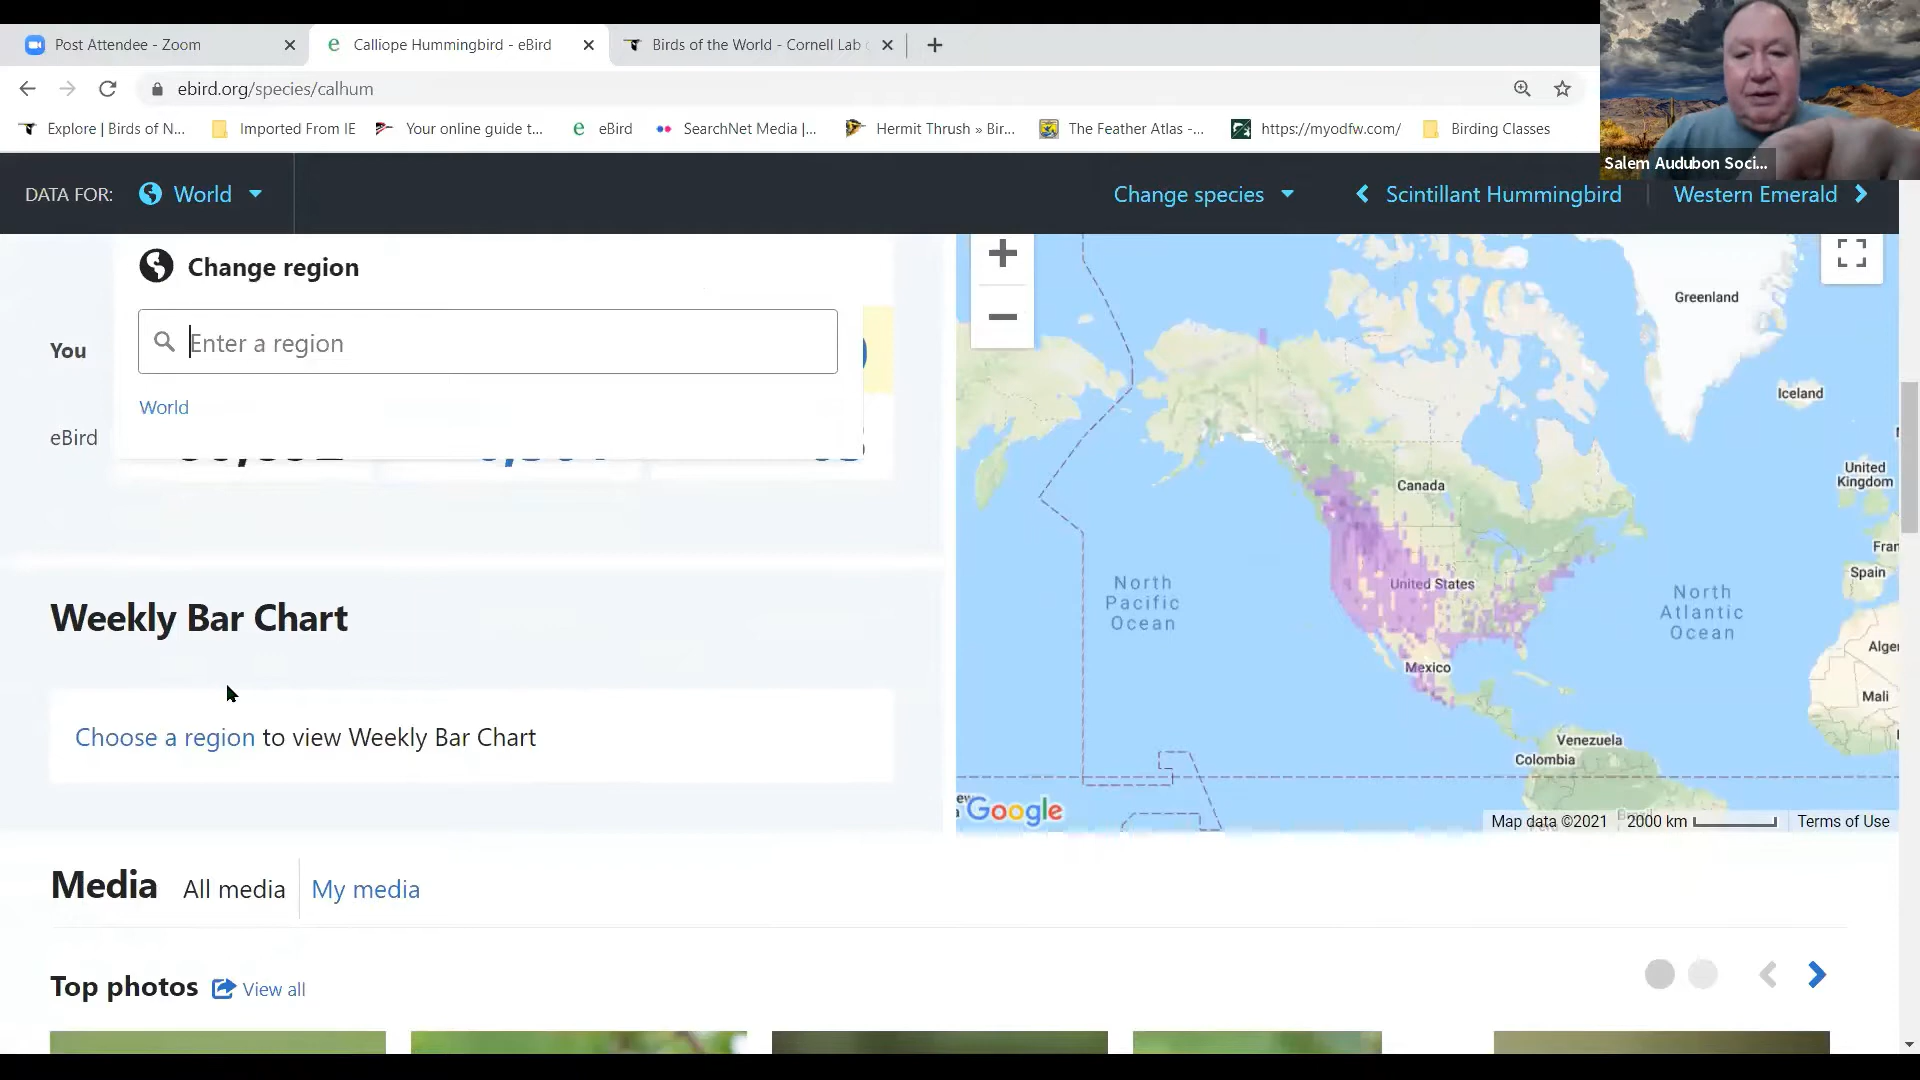 Post Attendee - Zoom
Calliope Hummingbird - eBird
Birds of the World - Cornell Lab
ebird.org/species/calhum
Explore | Birds of N...
Imported From IE
Your online guide t...
eBird
SearchNet Media |...
Hermit Thrush » Bir...
The Feather Atlas -...
https://myodfw.com/
Birding Classes
Salem Audubon Soci...
DATA FOR:
World
Change species
Scintillant Hummingbird
Western Emerald
Change region
Enter a region
World
You
eBird
Weekly Bar Chart
Choose a region to view Weekly Bar Chart
Greenland
Iceland
Canada
United
Kingdom
Fran
Spain
United States
North
Pacific
Ocean
North
Atlantic
Ocean
Mexico
Alger
Mali
Venezuela
Colombia
Google
Map data ©2021
2000 km
Terms of Use
Media
All media
My media
Top photos
View all